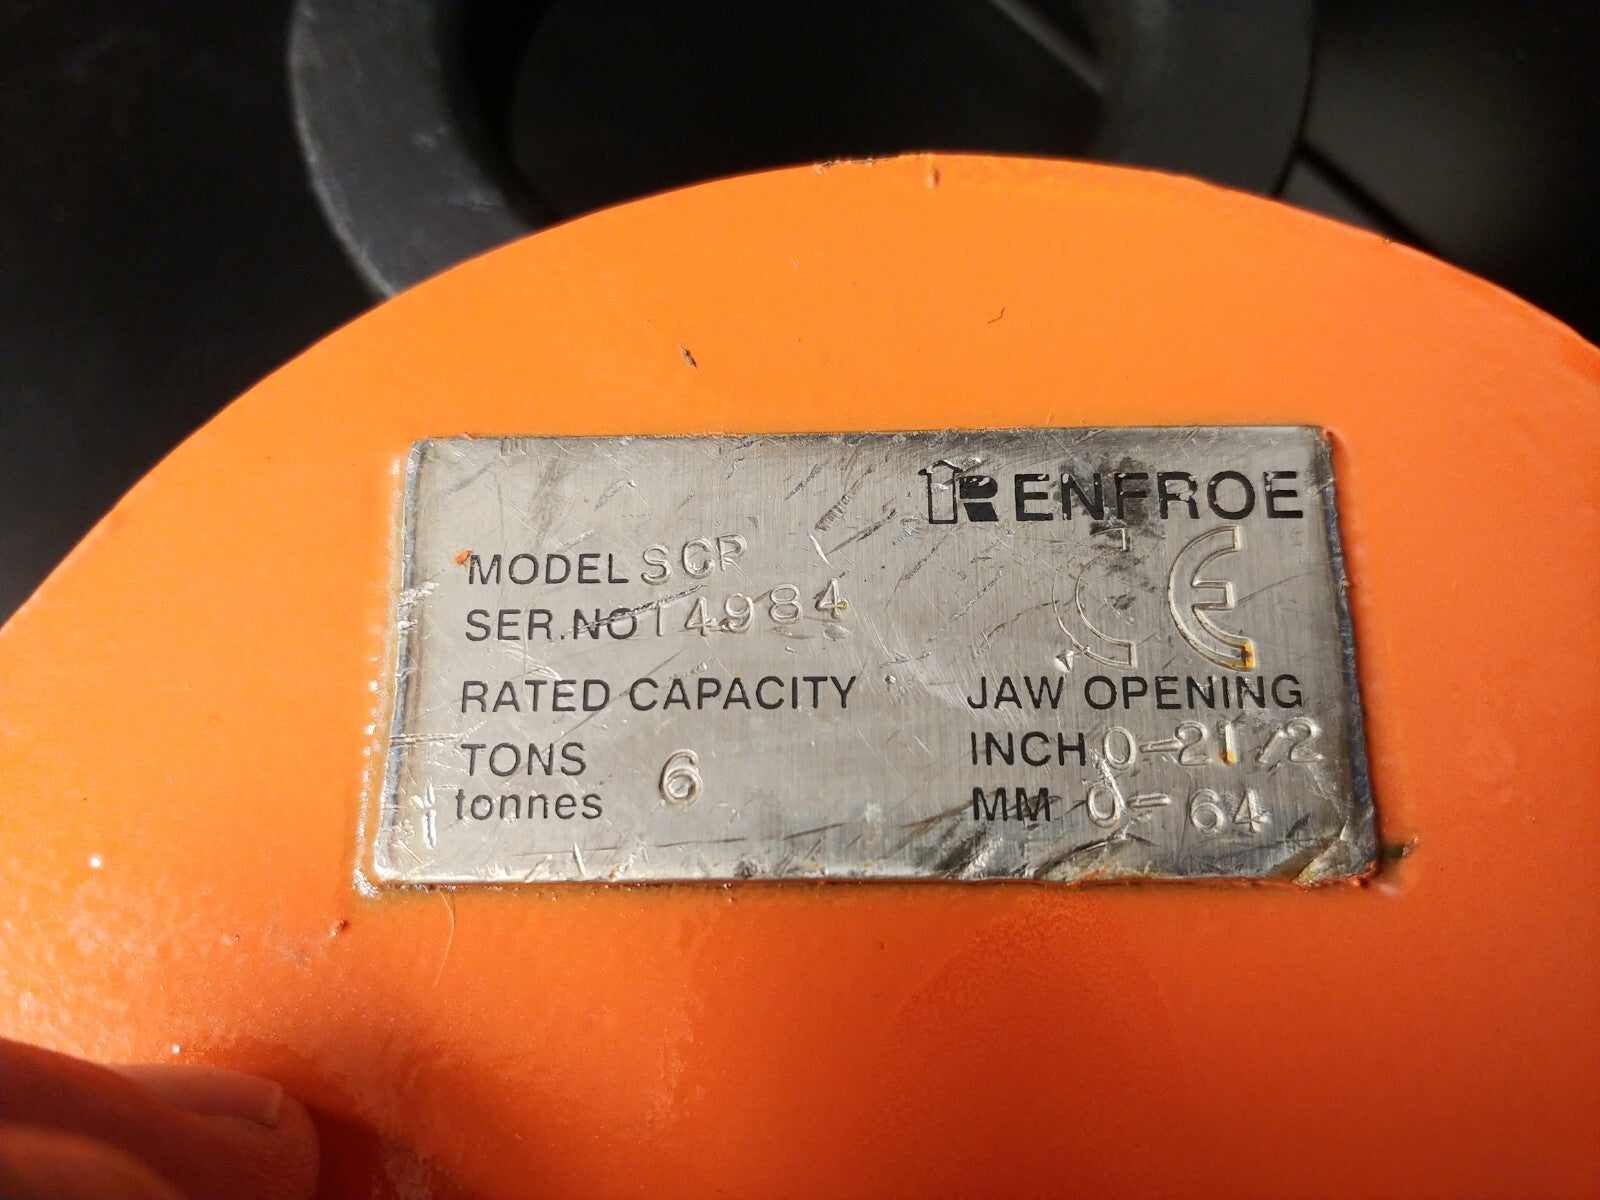 RENFROE
MODEL SCP
SER.NO 14984
CE
RATED CAPACITY JAW OPENING
TONS INCH 0-2 1/2
tonnes 6 MM 0-64